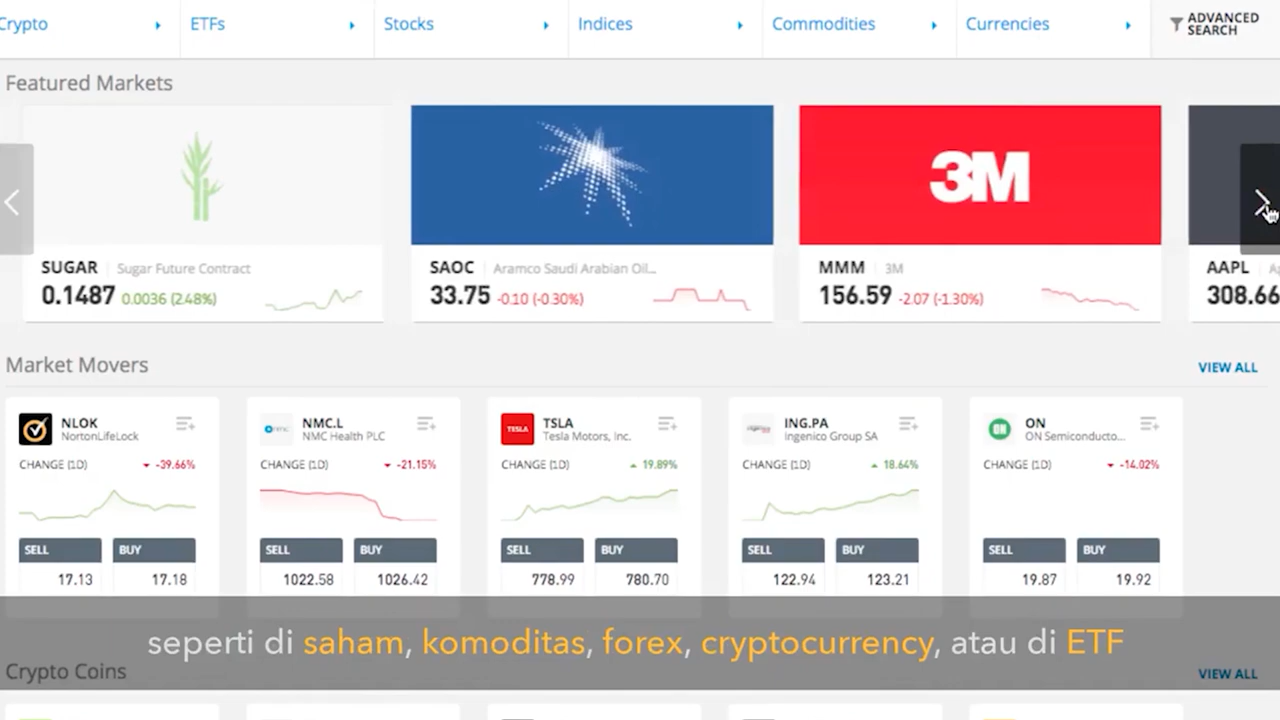 Crypto
ETFs
Stocks
Indices
Commodities
Currencies
ADVANCED
SEARCH
Featured Markets
3M
SUGAR Sugar Future Contract
0.1487 0.0036 (2.48%)
SAOC Aramco Saudi Arabian Oil...
33.75 -0.10 (-0.30%)
MMM 3M
156.59 -2.07 (-1.30%)
AAPL
308.66
Market Movers
VIEW ALL
NLOK
NortonLifeLock
CHANGE (1D) -39.66%
SELL BUY
17.13 17.18
NMC.L
NMC Health PLC
CHANGE (1D) -21.15%
SELL BUY
1022.58 1026.42
TESLA
TSLA
Tesla Motors, Inc.
CHANGE (1D) 19.89%
SELL BUY
778.99 780.70
ING.PA
Ingenico Group SA
CHANGE (1D) 18.64%
SELL BUY
122.94 123.21
ON
ON
ON Semiconducto...
CHANGE (1D) -14.02%
SELL BUY
19.87 19.92
seperti di saham, komoditas, forex, cryptocurrency, atau di ETF
Crypto Coins
VIEW ALL